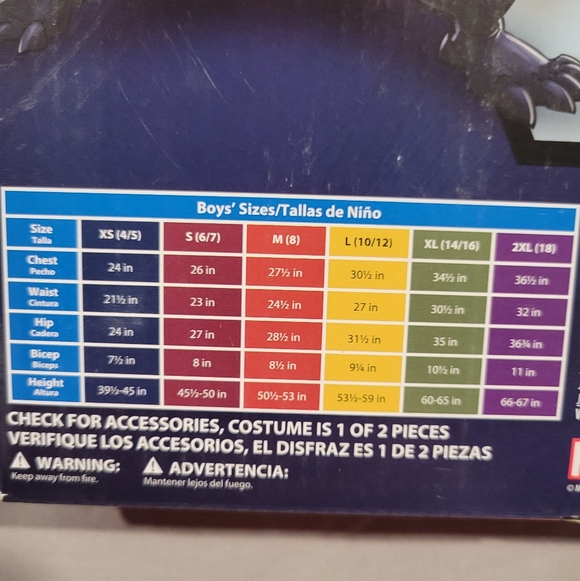 Boys' Sizes/Tallas de Niño
Size Talla XS (4/5) S (6/7) M (8) L (10/12) XL (14/16) 2XL (18)
Chest Pecho 24 in 26 in 27½ in 30½ in 34½ in 36½ in
Waist Cintura 21½ in 23 in 24½ in 27 in 30½ in 32 in
Hip Cadera 24 in 27 in 28½ in 31½ in 35 in 36¾ in
Bicep Bíceps 7½ in 8 in 8½ in 9¼ in 10½ in 11 in
Height Altura 39½-45 in 45½-50 in 50½-53 in 53½-59 in 60-65 in 66-67 in
CHECK FOR ACCESSORIES, COSTUME IS 1 OF 2 PIECES
VERIFIQUE LOS ACCESORIOS, EL DISFRAZ ES 1 DE 2 PIEZAS
WARNING: ADVERTENCIA:
Keep away from fire. Mantener lejos del fuego.